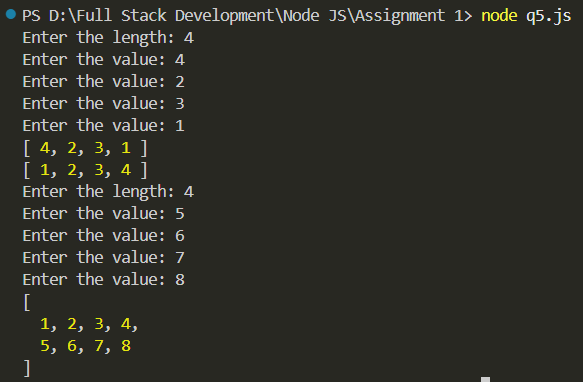 PS D:\Full Stack Development\Node JS\Assignment 1> node q5.js
Enter the length: 4
Enter the value: 4
Enter the value: 2
Enter the value: 3
Enter the value: 1
[ 4, 2, 3, 1 ]
[ 1, 2, 3, 4 ]
Enter the length: 4
Enter the value: 5
Enter the value: 6
Enter the value: 7
Enter the value: 8
[
  1, 2, 3, 4,
  5, 6, 7, 8
]